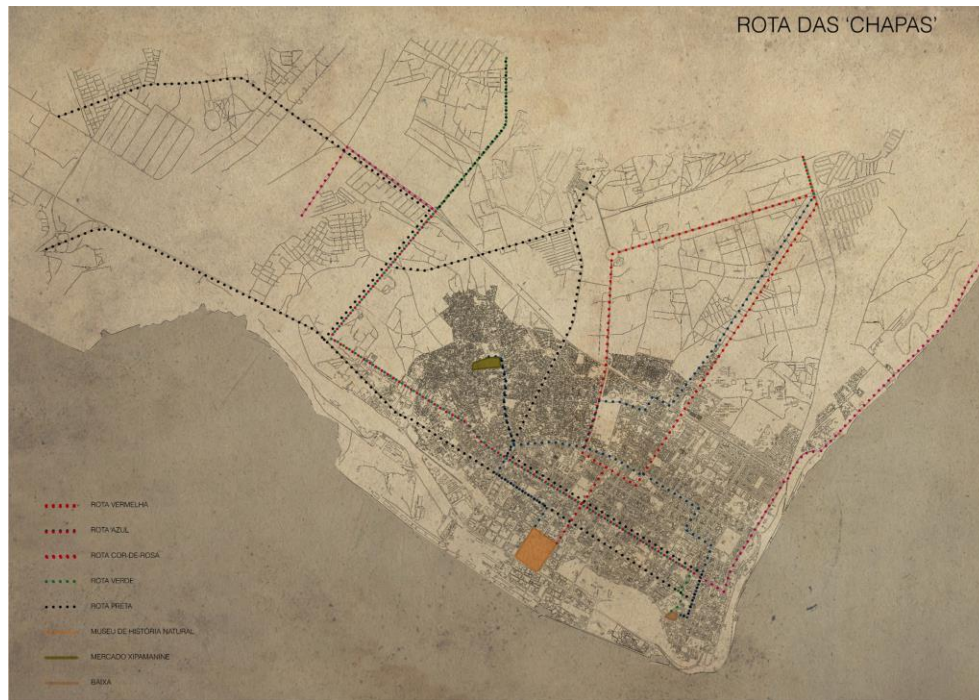 ROTA DAS 'CHAPAS'
ROTA VERMELHA
ROTA AZUL
ROTA COR-DE-ROSA
ROTA VERDE
ROTA PRETA
MUSEU DE HISTÓRIA NATURAL
MERCADO XIPAMANINE
BAIXA